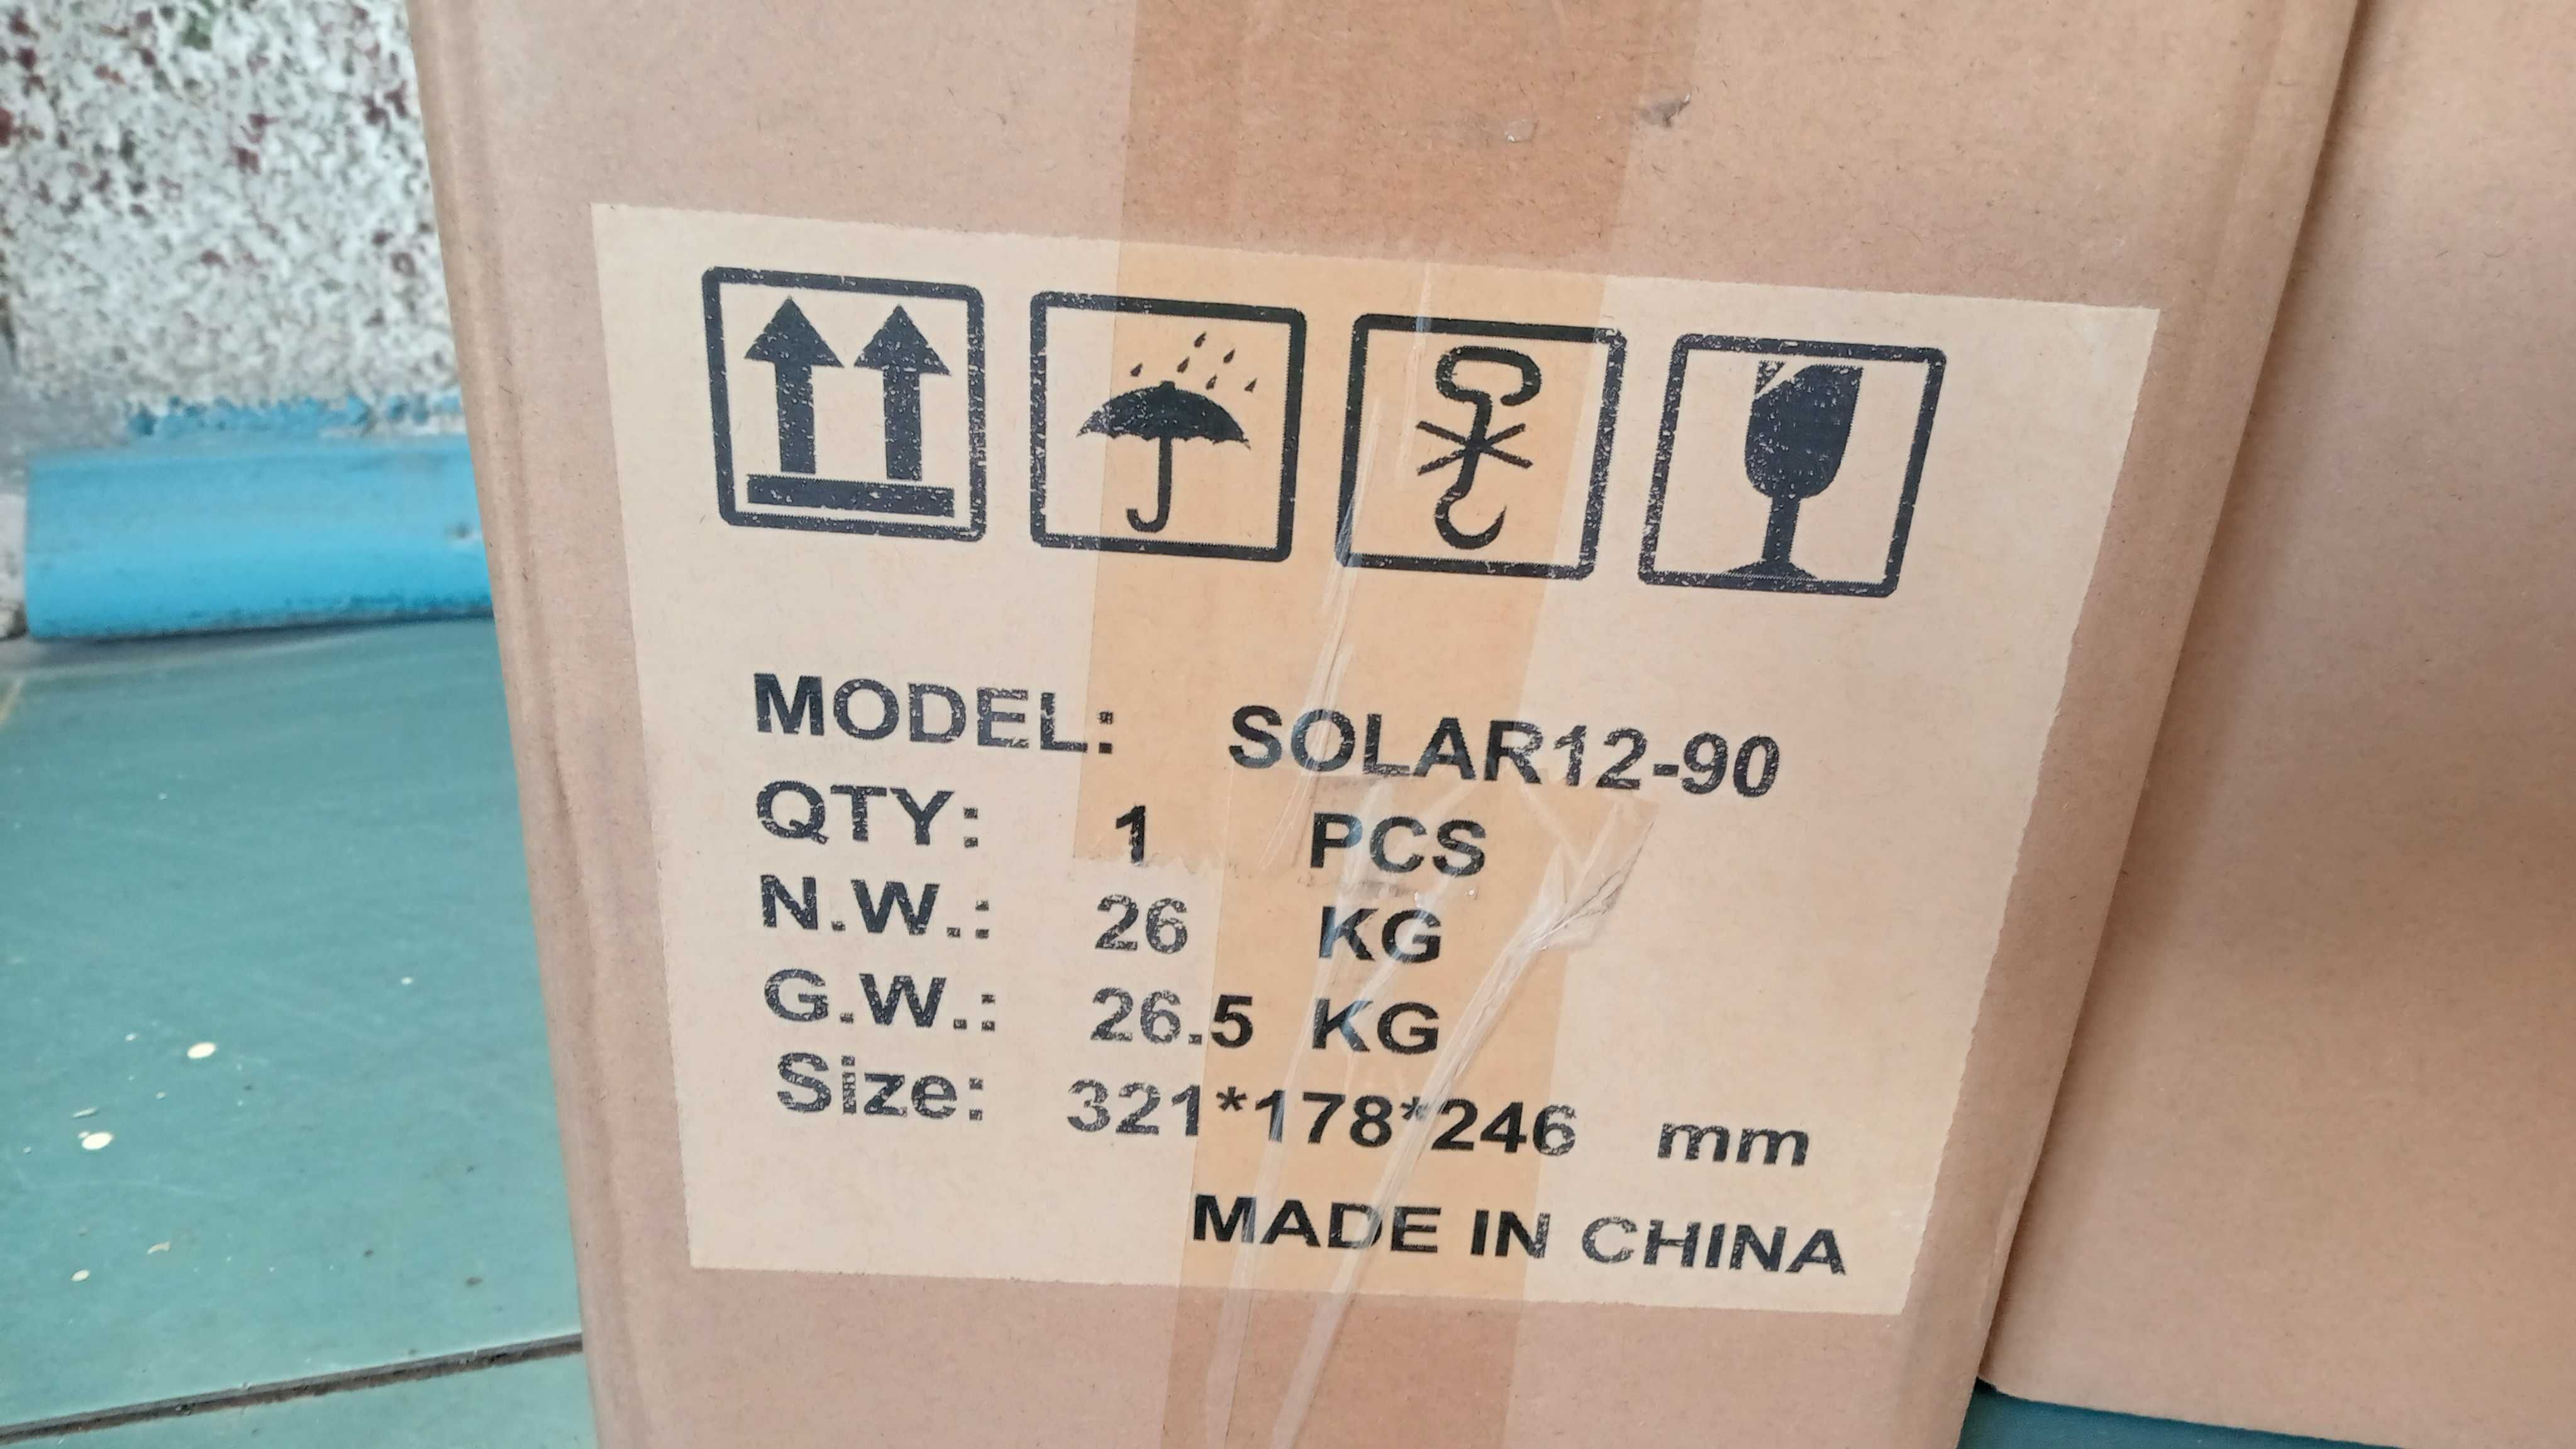 MODEL: SOLAR12-90
QTY: 1 PCS
N.W.: 26 KG
G.W.: 26.5 KG
Size: 321*178*246 mm
MADE IN CHINA